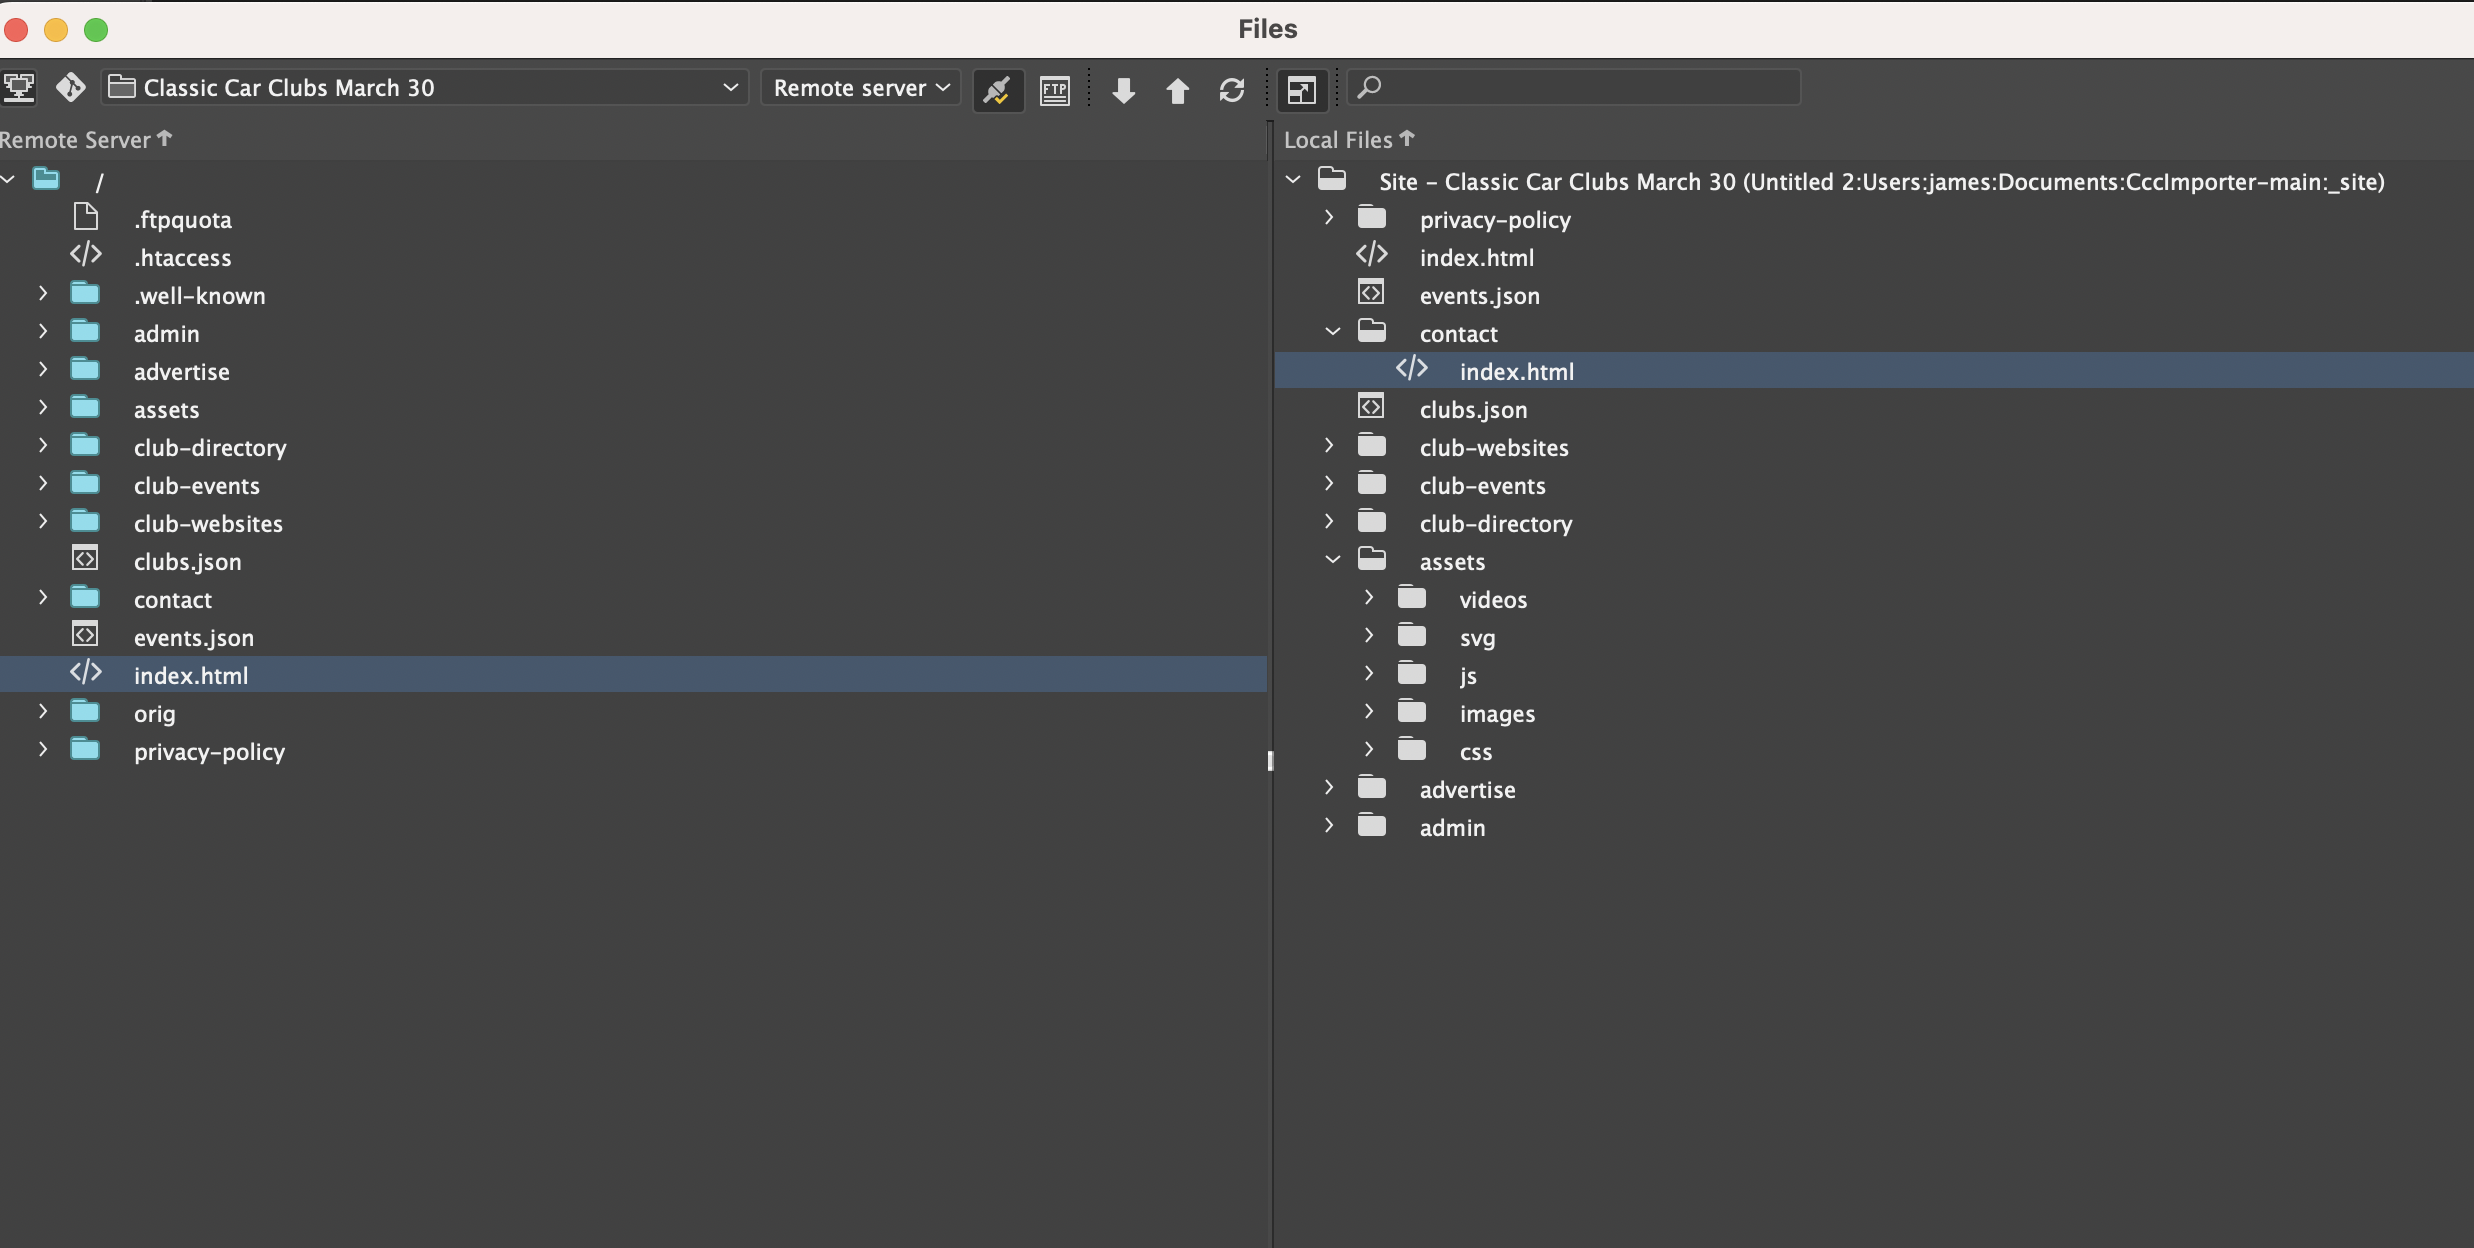 Files
Classic Car Clubs March 30
Remote server
FTP
Remote Server
/
.ftpquota
.htaccess
.well-known
admin
advertise
assets
club-directory
club-events
club-websites
clubs.json
contact
events.json
index.html
orig
privacy-policy
Local Files
Site - Classic Car Clubs March 30 (Untitled 2:Users:james:Documents:CccImporter-main:_site)
privacy-policy
index.html
events.json
contact
index.html
clubs.json
club-websites
club-events
club-directory
assets
videos
svg
js
images
css
advertise
admin